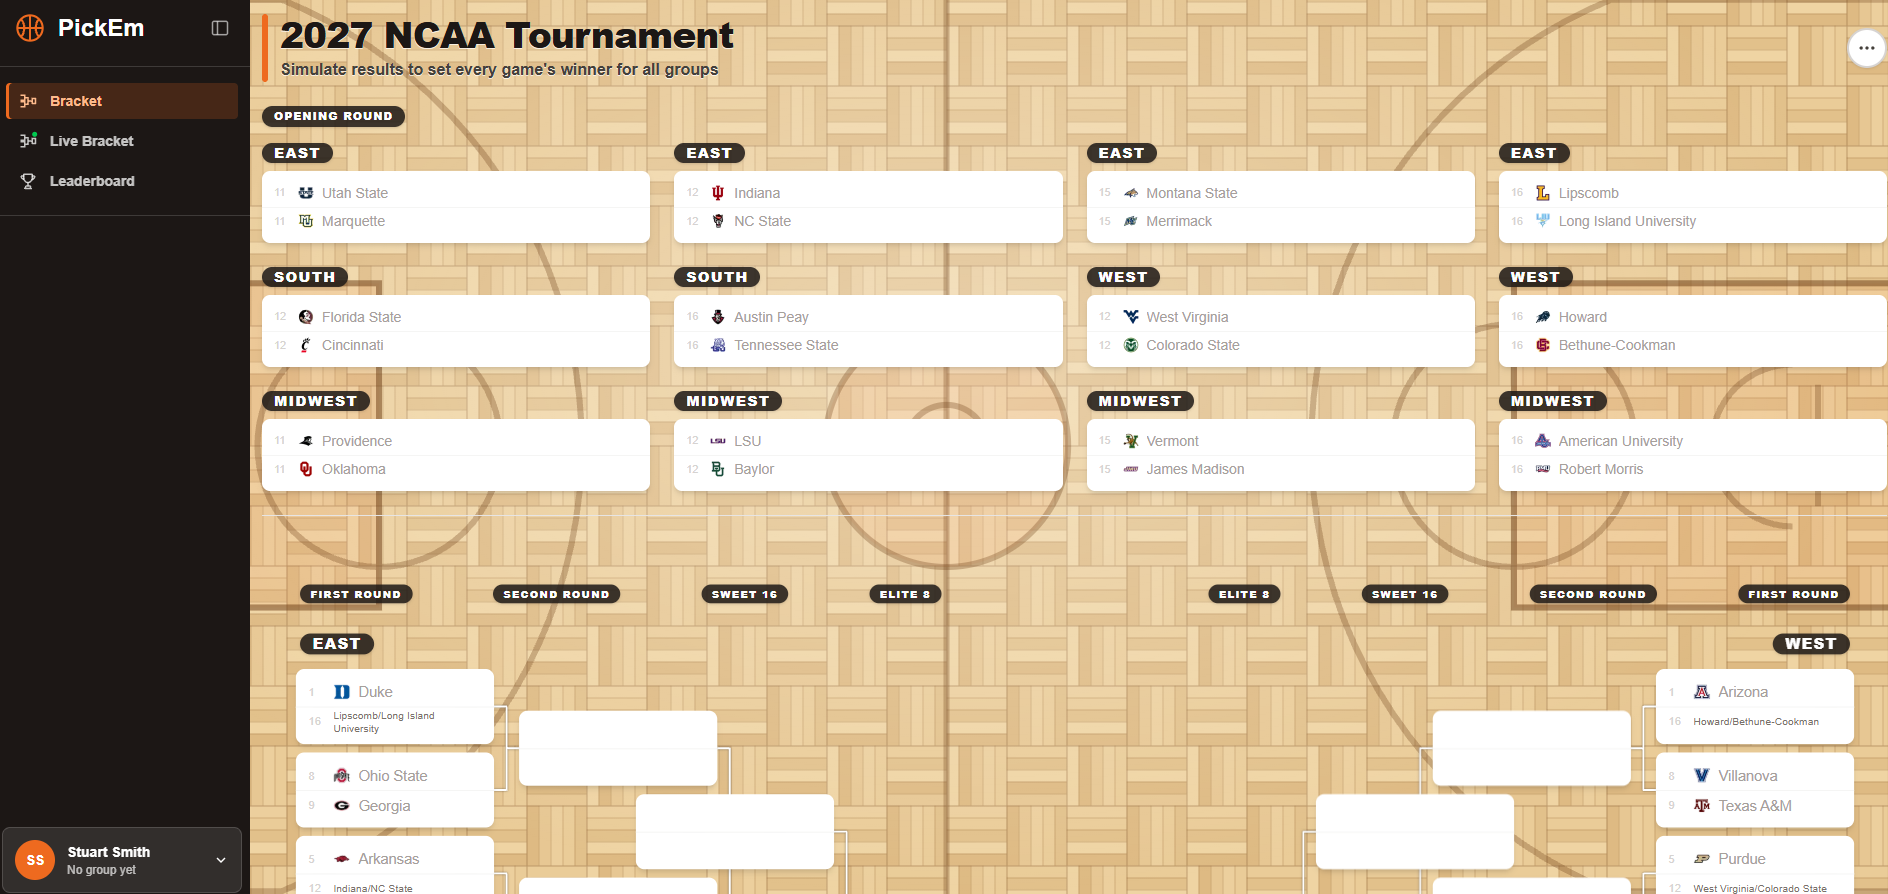 PickEm
Bracket
Live Bracket
Leaderboard
2027 NCAA Tournament
Simulate results to set every game's winner for all groups
OPENING ROUND
EAST
11 Utah State
11 Marquette
EAST
12 Indiana
12 NC State
EAST
15 Montana State
15 Merrimack
EAST
16 Lipscomb
16 Long Island University
SOUTH
12 Florida State
12 Cincinnati
SOUTH
16 Austin Peay
16 Tennessee State
WEST
12 West Virginia
12 Colorado State
WEST
16 Howard
16 Bethune-Cookman
MIDWEST
11 Providence
11 Oklahoma
MIDWEST
12 LSU LSU
12 Baylor
MIDWEST
15 Vermont
15 James Madison
MIDWEST
16 American University
16 Robert Morris
FIRST ROUND
SECOND ROUND
SWEET 16
ELITE 8
ELITE 8
SWEET 16
SECOND ROUND
FIRST ROUND
EAST
1 Duke
16 Lipscomb/Long Island
University
8 Ohio State
9 Georgia
5 Arkansas
12 Indiana/NC State
WEST
1 Arizona
16 Howard/Bethune-Cookman
8 Villanova
9 Texas A&M
5 Purdue
12 West Virginia/Colorado State
SS
Stuart Smith
No group yet